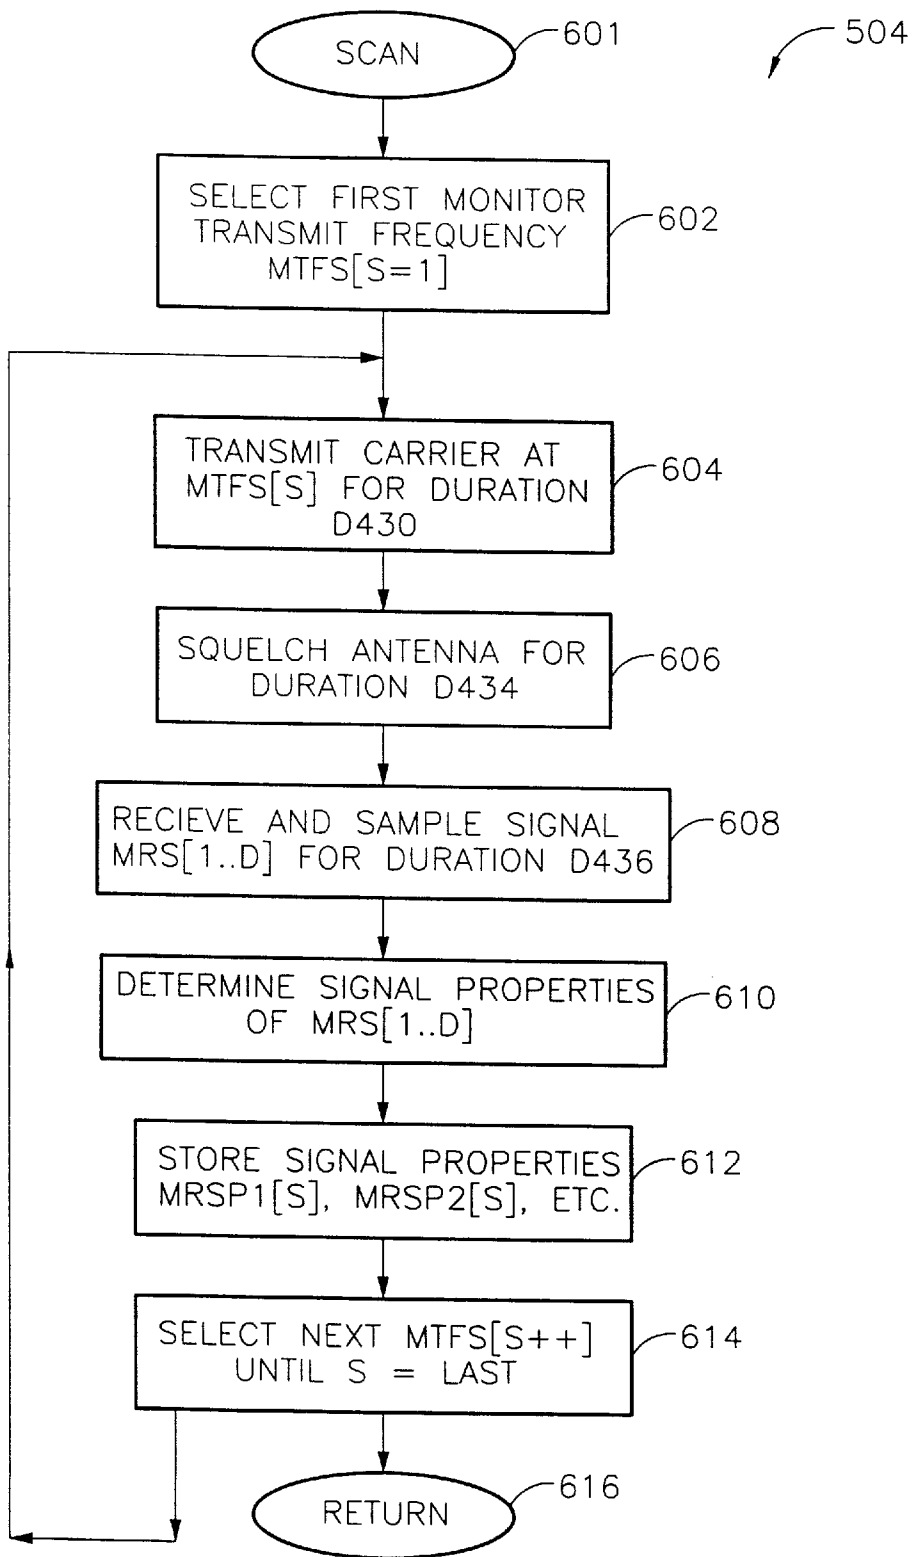 SCAN
601
504
SELECT FIRST MONITOR
TRANSMIT FREQUENCY
MTFS[S=1]
602
TRANSMIT CARRIER AT
MTFS[S] FOR DURATION
D430
604
SQUELCH ANTENNA FOR
DURATION D434
606
RECIEVE AND SAMPLE SIGNAL
MRS[1..D] FOR DURATION D436
608
DETERMINE SIGNAL PROPERTIES
OF MRS[1..D]
610
STORE SIGNAL PROPERTIES
MRSP1[S], MRSP2[S], ETC.
612
SELECT NEXT MTFS[S++]
UNTIL S = LAST
614
RETURN
616